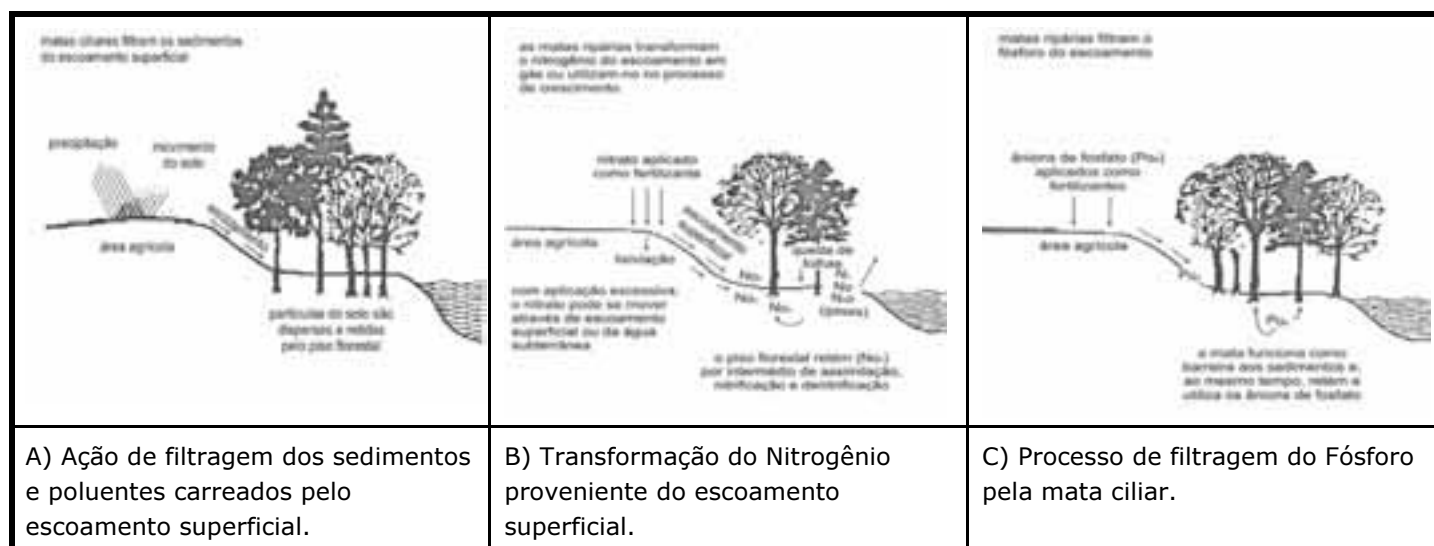 matas ciliares filtram os sedimentos
do escoamento superficial
precipitação
movimento
do solo
escoamento
área agrícola
partículas do solo são
dispersas e retidas
pelo piso florestal
as matas ripárias transformam
o nitrogênio do escoamento em
gás ou utilizam-no no processo
de crescimento.
nitrato aplicado
como fertilizante
escoamento
superficial
área agrícola
lixiviação
queda de
folhas
com aplicação excessiva,
o nitrato pode se mover
através de escoamento
superficial ou da água
subterrânea
o piso florestal retém
por intermédio de assimilação,
nitrificação e denitrificação
matas ripárias filtram o
fósforo do escoamento
ânions de fosfato
aplicados como
fertilizantes
área agrícola
a mata funciona como
barreira aos sedimentos e,
ao mesmo tempo, retém e
utiliza os ânions de fosfato
A) Ação de filtragem dos sedimentos
e poluentes carreados pelo
escoamento superficial.
B) Transformação do Nitrogênio
proveniente do escoamento
superficial.
C) Processo de filtragem do Fósforo
pela mata ciliar.